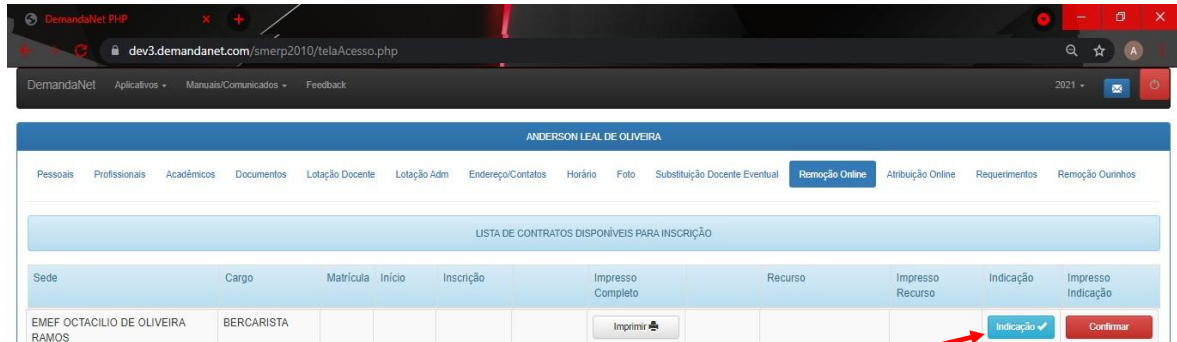 DemandaNet PHP
dev3.demandanet.com/smerp2010/telaAcesso.php
A
DemandaNet Aplicativos Manuais/Comunicados Feedback 2021
ANDERSON LEAL DE OLIVEIRA
Pessoais Profissionais Acadêmicos Documentos Lotação Docente Lotação Adm Endereço/Contatos Horário Foto Substituição Docente Eventual Remoção Online Atribuição Online Requerimentos Remoção Ourinhos
LISTA DE CONTRATOS DISPONÍVEIS PARA INSCRIÇÃO
Sede Cargo Matrícula Início Inscrição Impresso Completo Recurso Impresso Recurso Indicação Impresso Indicação
EMEF OCTACILIO DE OLIVEIRA RAMOS BERCARISTA Imprimir Indicação Confirmar